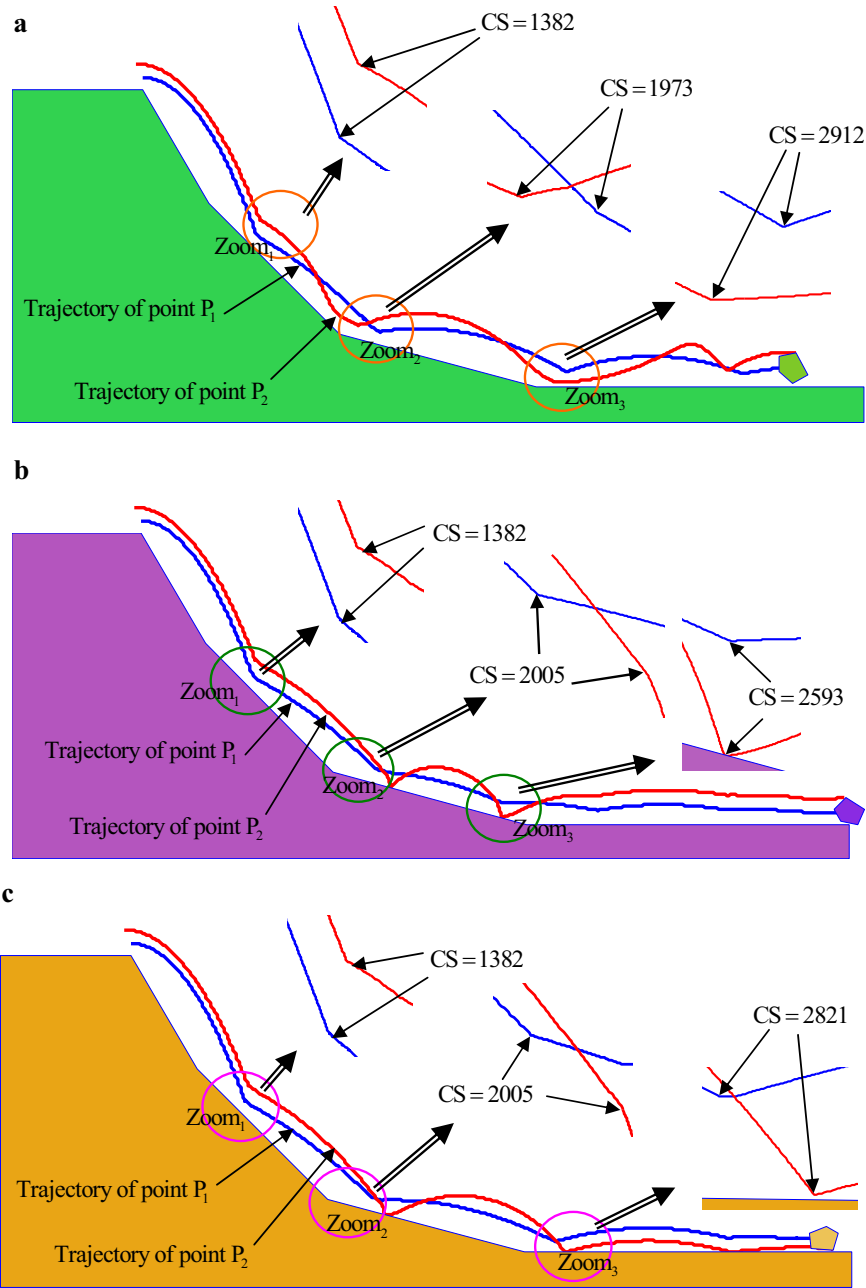 a
CS = 1382
CS = 1973
CS = 2912
Zoom1
Trajectory of point P1
Zoom2
Trajectory of point P2
Zoom3
b
CS = 1382
CS = 2005
Zoom1
CS = 2593
Trajectory of point P1
Zoom2
Trajectory of point P2
Zoom3
c
CS = 1382
CS = 2821
CS = 2005
Zoom1
Trajectory of point P1
Zoom2
Trajectory of point P2
Zoom3